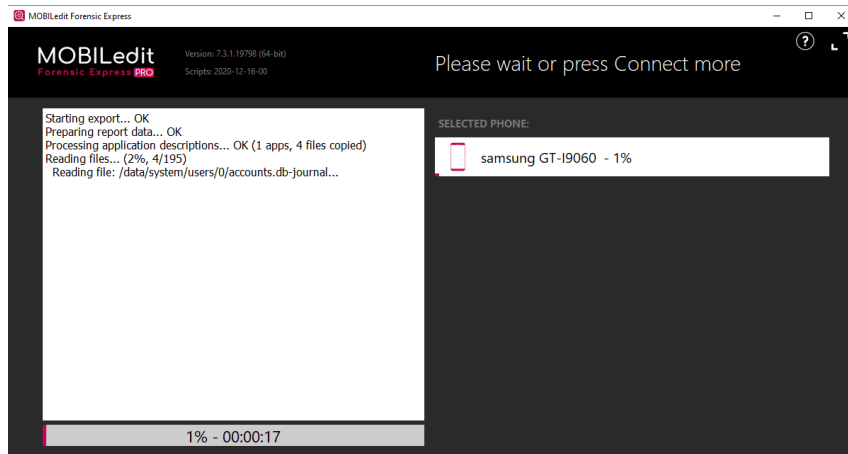 MOBILedit Forensic Express
MOBILedit
Forensic Express PRO
Version: 7.3.1.19798 (64-bit)
Scripts: 2020-12-16-00
Please wait or press Connect more
?
Starting export... OK
Preparing report data... OK
Processing application descriptions... OK (1 apps, 4 files copied)
Reading files... (2%, 4/195)
Reading file: /data/system/users/0/accounts.db-journal...
1% - 00:00:17
SELECTED PHONE:
samsung GT-I9060 - 1%